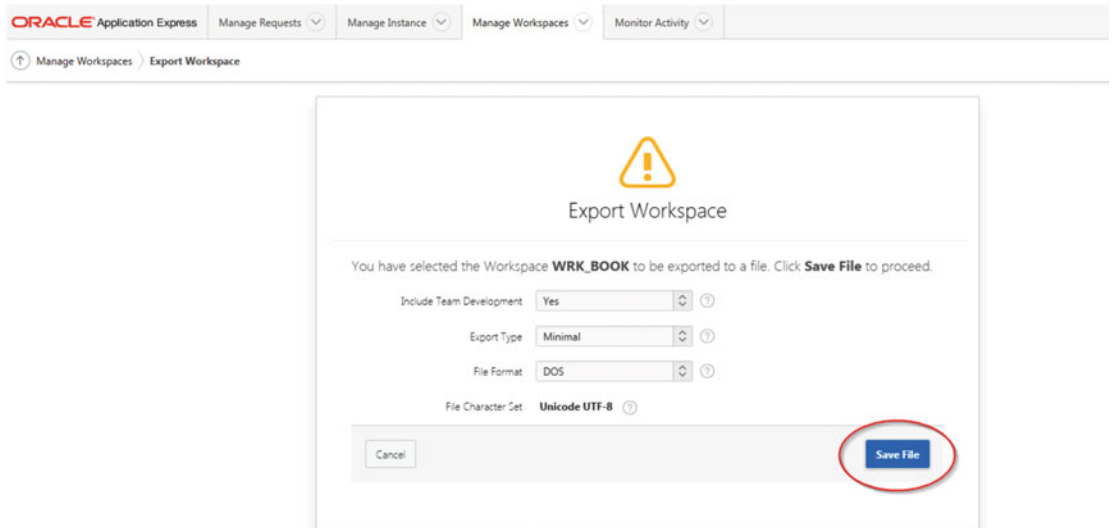 ORACLE Application Express Manage Requests Manage Instance Manage Workspaces Monitor Activity
Manage Workspaces Export Workspace
Export Workspace
You have selected the Workspace WRK_BOOK to be exported to a file. Click Save File to proceed.
Include Team Development Yes ?
Export Type Minimal ?
File Format DOS ?
File Character Set Unicode UTF-8 ?
Cancel Save File